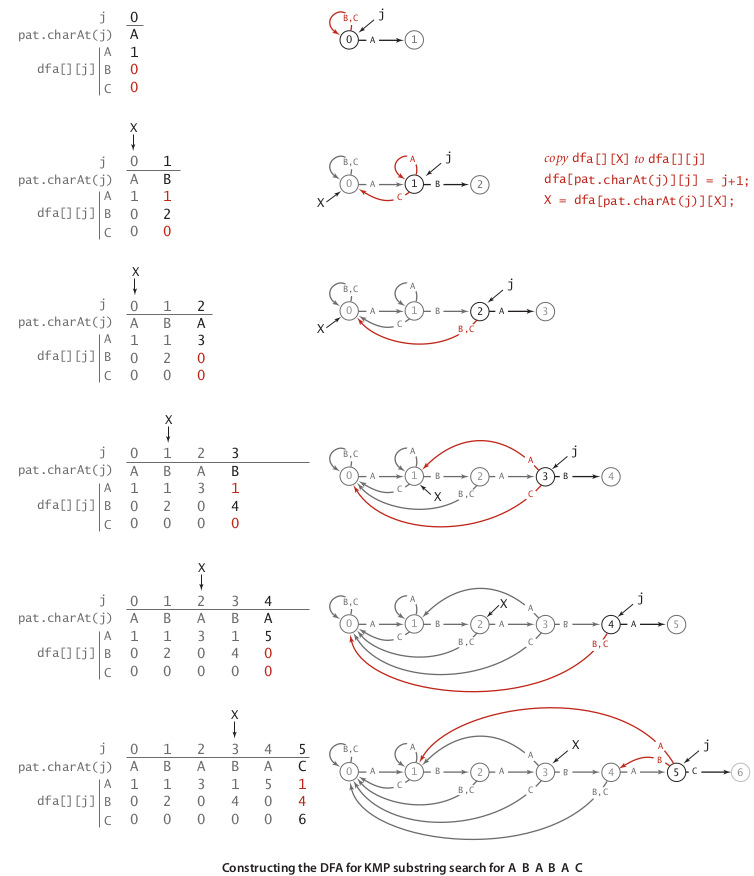 j 0
pat.charAt(j) A
A 1
dfa[][j] B 0
C 0
B,C j
0 A 1
X
j 0 1
pat.charAt(j) A B
A 1 1
dfa[][j] B 0 2
C 0 0
B,C A j
0 A 1 B 2
X C
copy dfa[][X] to dfa[][j]
dfa[pat.charAt(j)][j] = j+1;
X = dfa[pat.charAt(j)][X];
X
j 0 1 2
pat.charAt(j) A B A
A 1 1 3
dfa[][j] B 0 2 0
C 0 0 0
B,C A j
0 A 1 B 2 A 3
X C B,C
X
j 0 1 2 3
pat.charAt(j) A B A B
A 1 1 3 1
dfa[][j] B 0 2 0 4
C 0 0 0 0
B,C A A j
0 A 1 B 2 A 3 B 4
C X B,C C
X
j 0 1 2 3 4
pat.charAt(j) A B A B A
A 1 1 3 1 5
dfa[][j] B 0 2 0 4 0
C 0 0 0 0 0
B,C A X A j
0 A 1 B 2 A 3 B 4 A 5
C B,C C B,C
X
j 0 1 2 3 4 5
pat.charAt(j) A B A B A C
A 1 1 3 1 5 1
dfa[][j] B 0 2 0 4 0 4
C 0 0 0 0 0 6
B,C A A X B A j
0 A 1 B 2 A 3 B 4 A 5 C 6
C B,C C B,C
Constructing the DFA for KMP substring search for A B A B A C